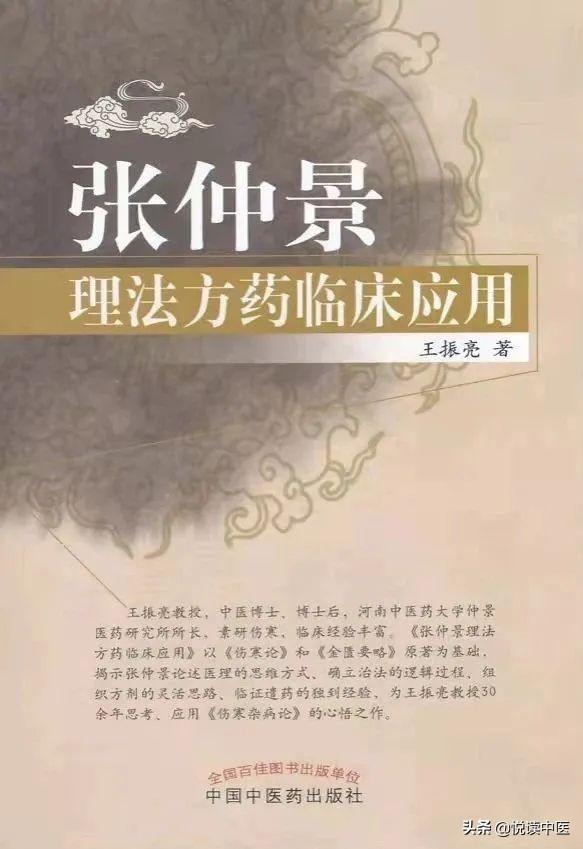 张仲景
理法方药临床应用
王振亮 著
王振亮教授，中医博士、博士后，河南中医药大学仲景
医药研究所所长，素研伤寒，临床经验丰富。《张仲景理法
方药临床应用》以《伤寒论》和《金匮要略》原著为基础，
揭示张仲景论述医理的思维方式、确立治法的逻辑过程、组
织方剂的灵活思路、临证遣药的独到经验，为王振亮教授30
余年思考、应用《伤寒杂病论》的心悟之作。
全国百佳图书出版单位
中国中医药出版社
头条 @悦读中医